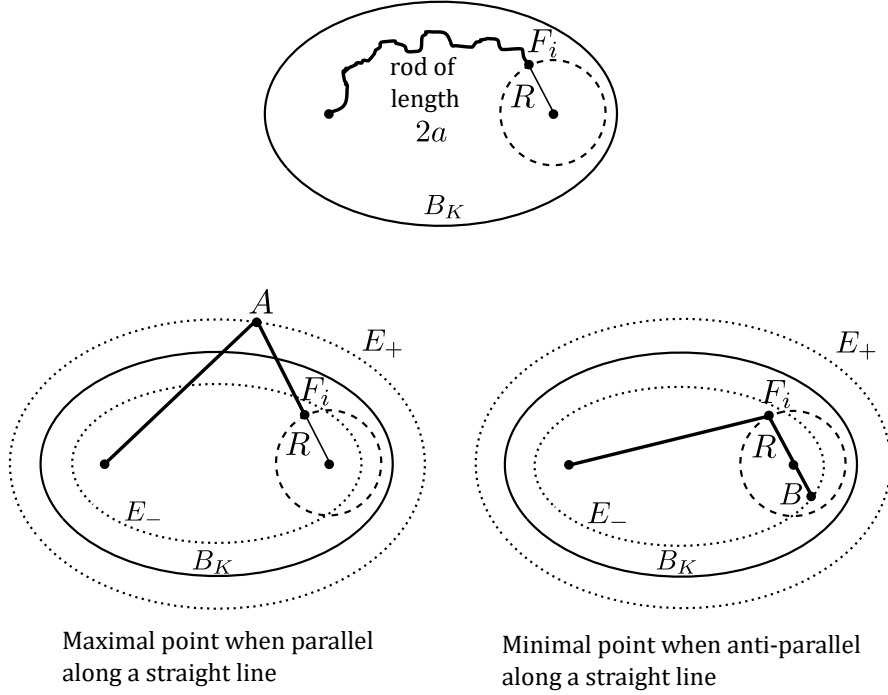 F_i
rod of
length
2a
R
B_K
A
E_+
F_i
R
E_-
B_K
Maximal point when parallel
along a straight line
E_+
F_i
R
B
E_-
B_K
Minimal point when anti-parallel
along a straight line